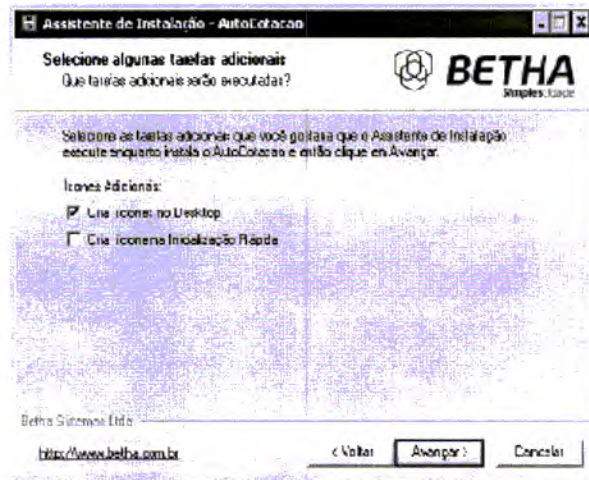 Assistente de Instalação - AutoCotacao
Selecione algumas tarefas adicionais
Que tarefas adicionais serão executadas?
BETHA
Simplesidade
Selecione as tarefas adicionais que você gostaria que o Assistente de Instalação
execute enquanto instala o AutoCotacao e então clique em Avançar.
Ícones Adicionais:
Criar ícones no Desktop
Criar ícone na Inicialização Rápida
Betha Sistemas Ltda
http://www.betha.com.br
< Voltar
Avançar >
Cancelar